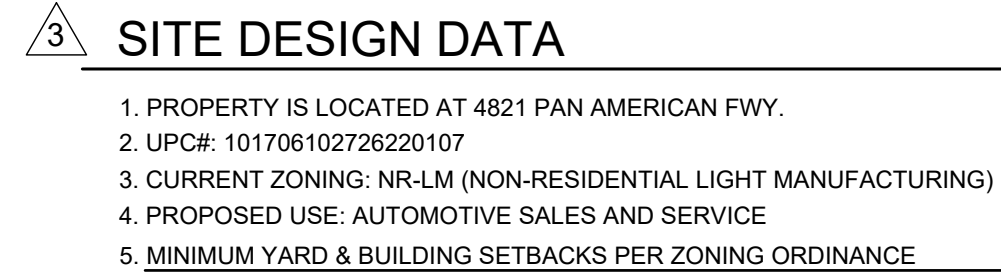 3 SITE DESIGN DATA
1. PROPERTY IS LOCATED AT 4821 PAN AMERICAN FWY.
2. UPC#: 101706102726220107
3. CURRENT ZONING: NR-LM (NON-RESIDENTIAL LIGHT MANUFACTURING)
4. PROPOSED USE: AUTOMOTIVE SALES AND SERVICE
5. MINIMUM YARD & BUILDING SETBACKS PER ZONING ORDINANCE